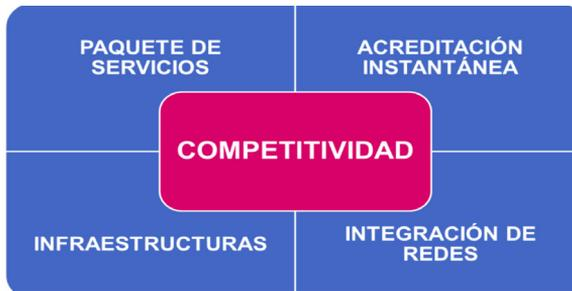 PAQUETE DE
SERVICIOS
ACREDITACIÓN
INSTANTÁNEA
COMPETITIVIDAD
INFRAESTRUCTURAS
INTEGRACIÓN DE
REDES